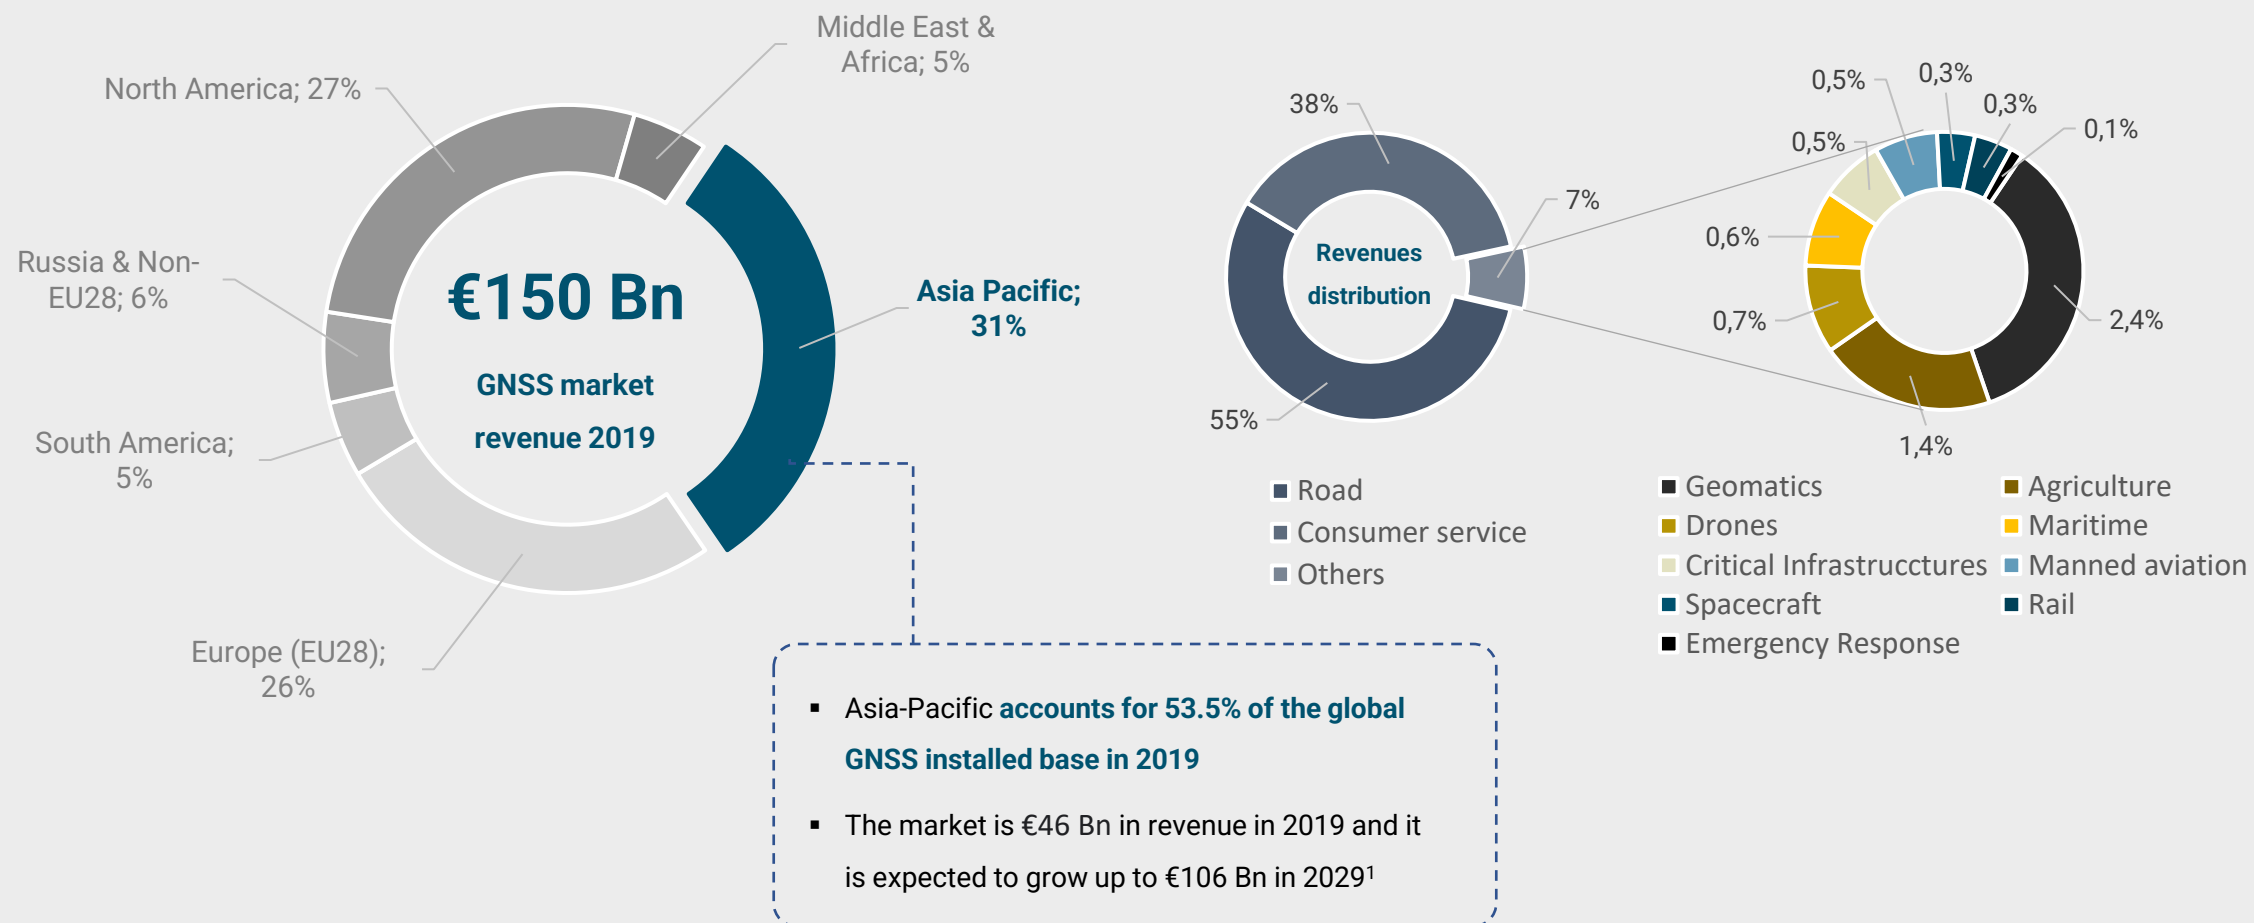 Middle East &
Africa; 5%
North America; 27%
Russia & Non-
EU28; 6%
South America;
5%
Europe (EU28);
26%
Asia Pacific;
31%
€150 Bn
GNSS market
revenue 2019
38%
7%
55%
Revenues
distribution
Road
Consumer service
Others
0,5%
0,3%
0,3%
0,1%
0,5%
0,6%
0,7%
1,4%
2,4%
Geomatics
Agriculture
Drones
Maritime
Critical Infrastrucctures
Manned aviation
Spacecraft
Rail
Emergency Response
▪ Asia-Pacific accounts for 53.5% of the global
GNSS installed base in 2019
▪ The market is €46 Bn in revenue in 2019 and it
is expected to grow up to €106 Bn in 2029¹